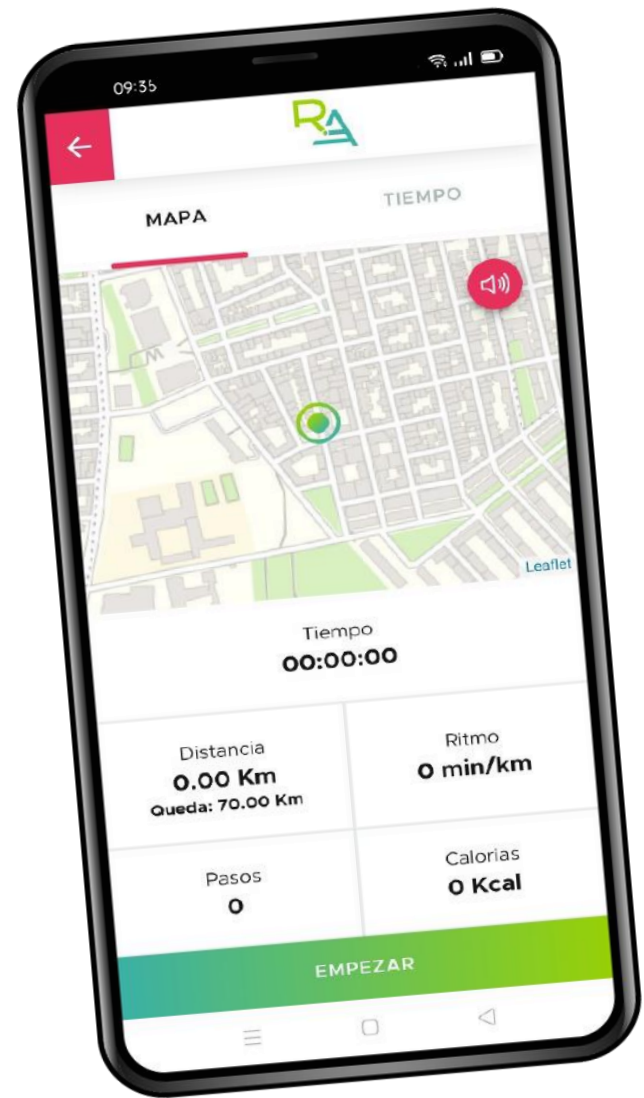 09:35
RA
MAPA
TIEMPO
Leaflet
Tiempo
00:00:00
Distancia
0.00 Km
Queda: 70.00 Km
Ritmo
0 min/km
Pasos
0
Calorias
0 Kcal
EMPEZAR